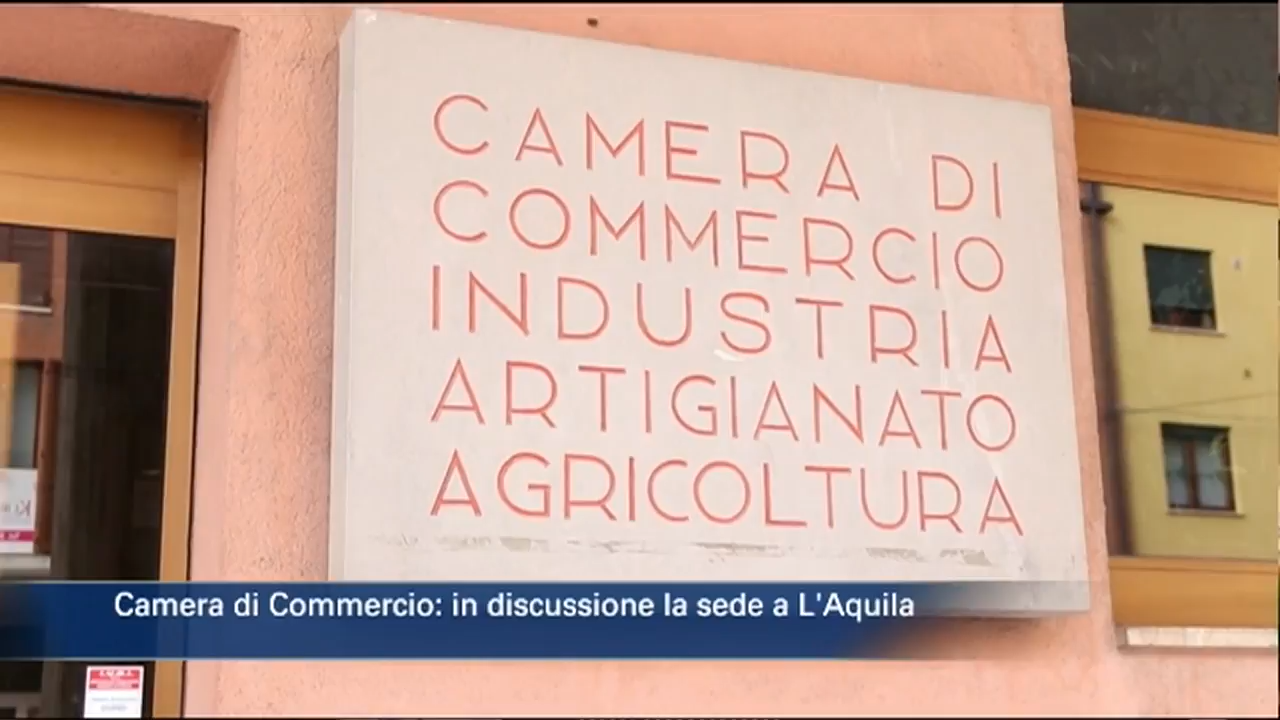 CAMERA DI
COMMERCIO
INDUSTRIA
ARTIGIANATO
AGRICOLTURA
Camera di Commercio: in discussione la sede a L'Aquila